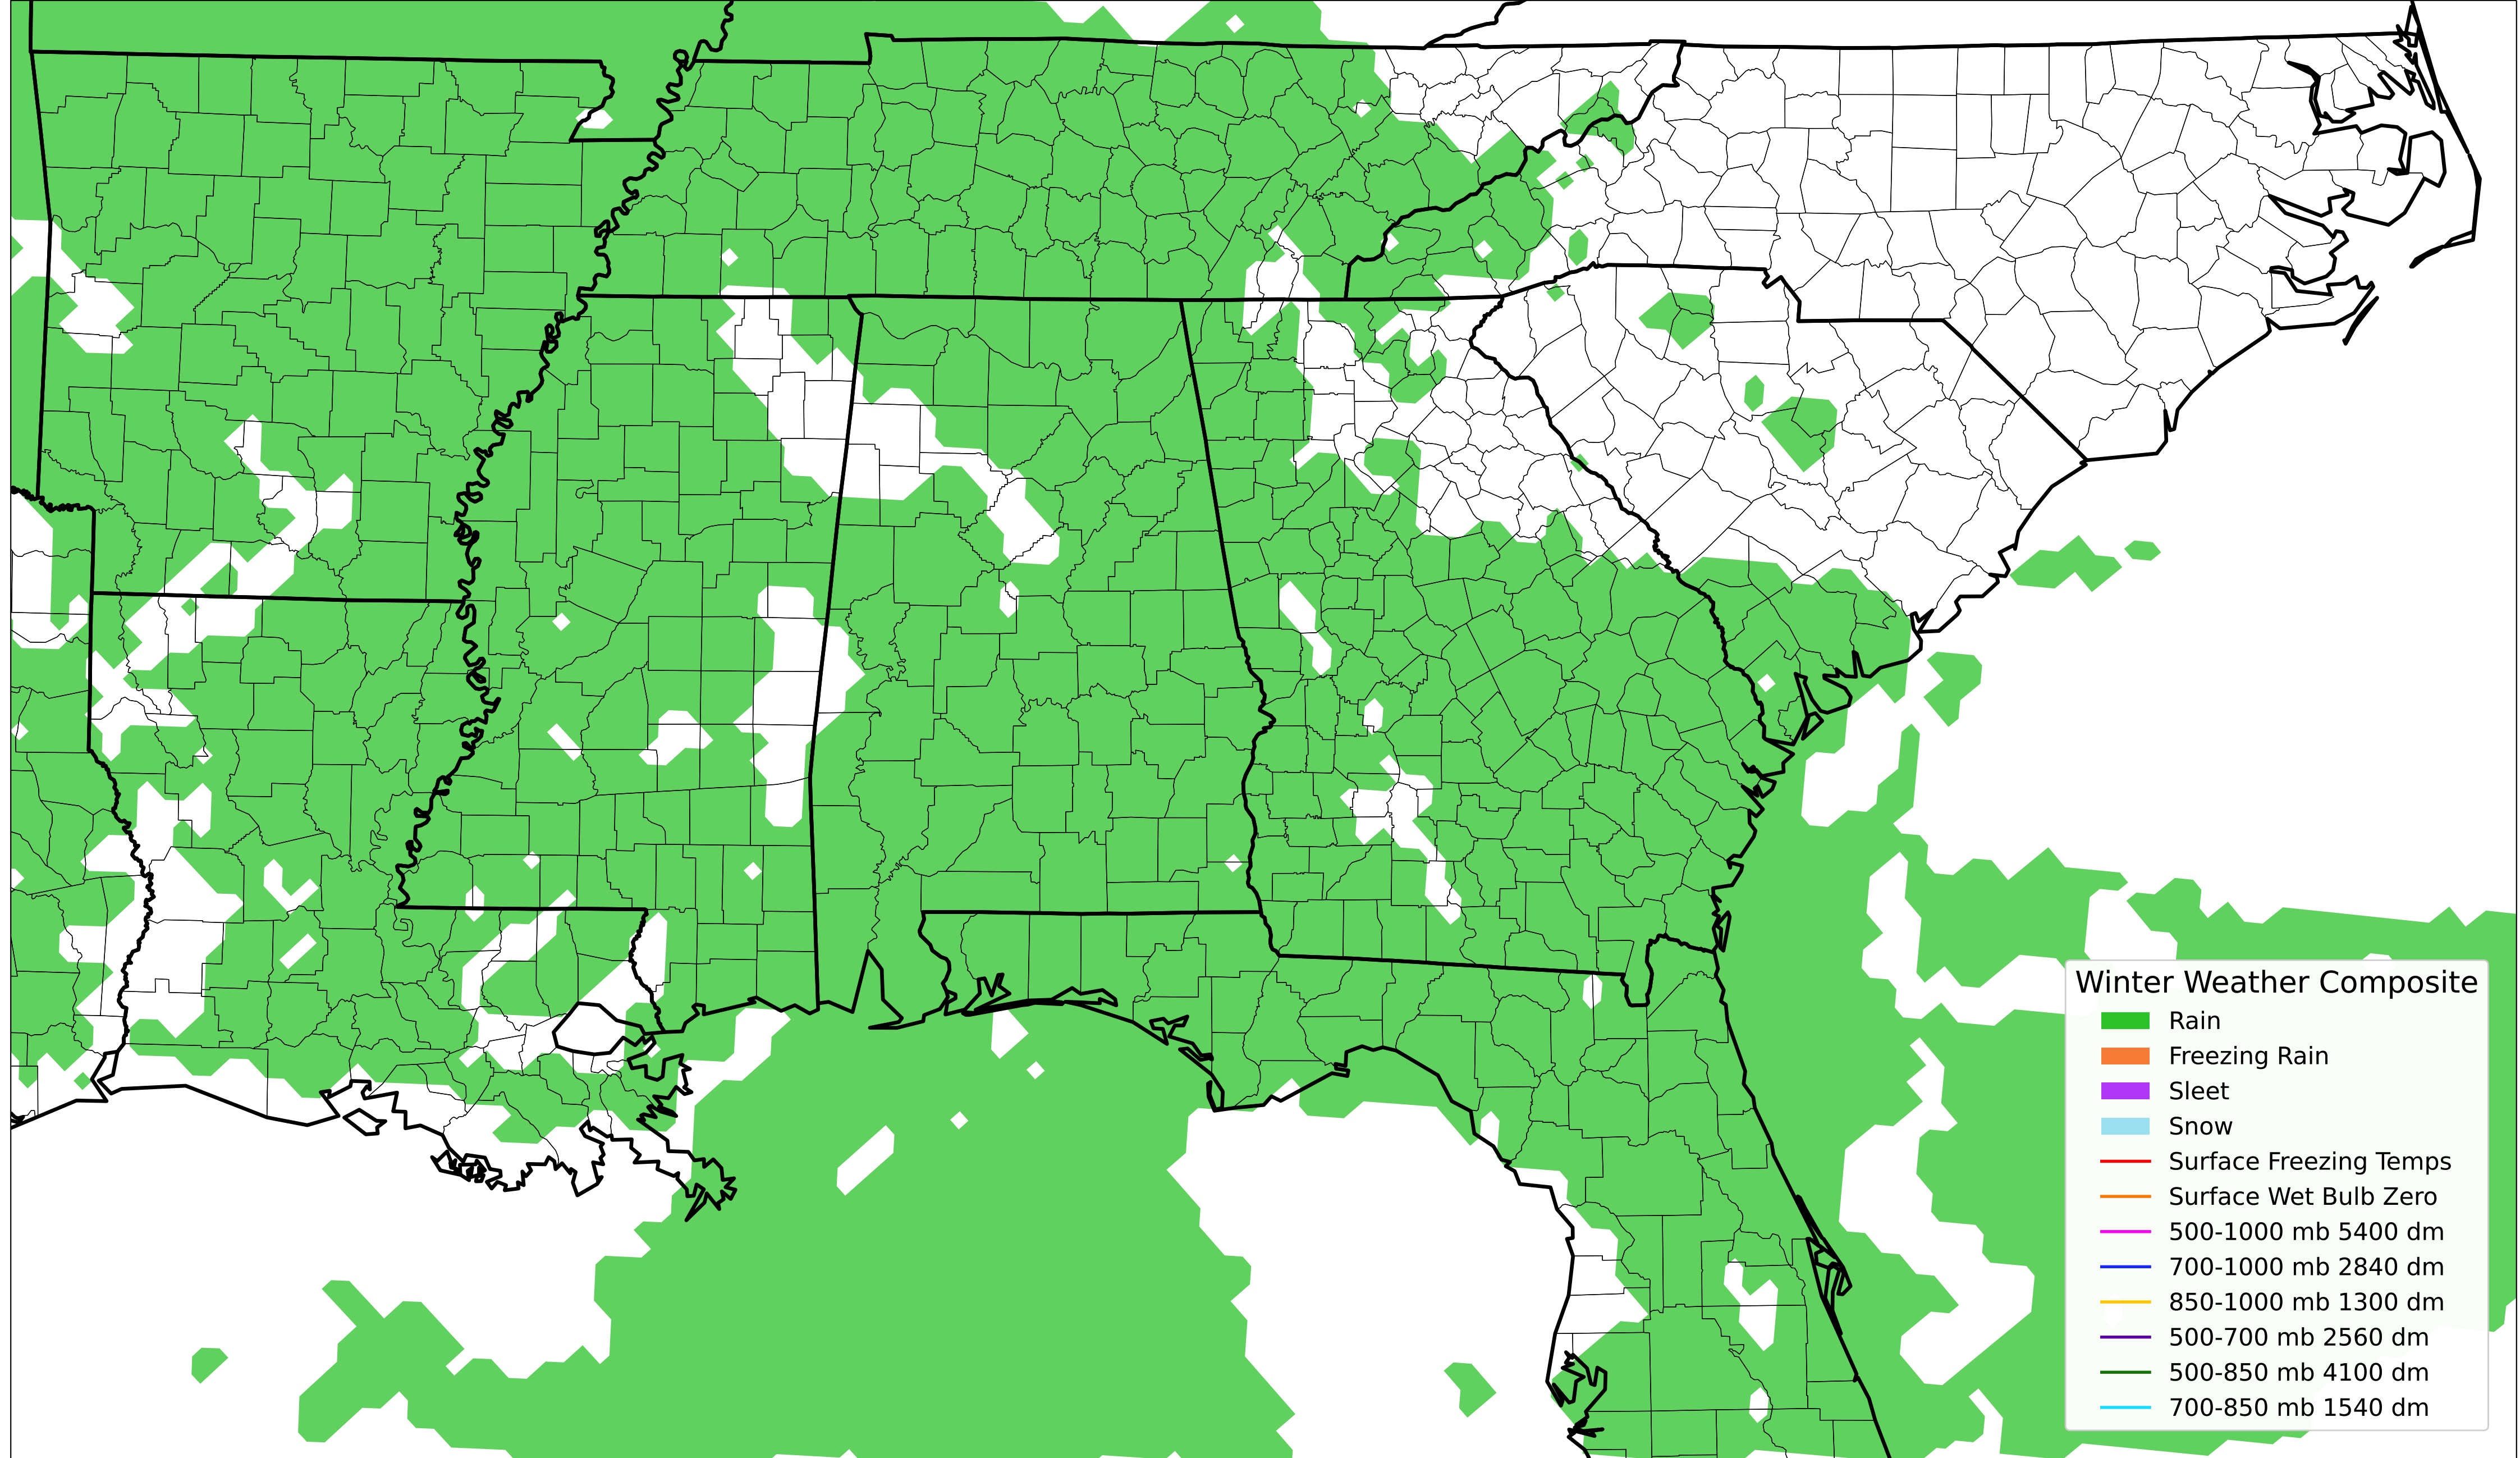 Winter Weather Composite
Rain
Freezing Rain
Sleet
Snow
Surface Freezing Temps
Surface Wet Bulb Zero
500-1000 mb 5400 dm
700-1000 mb 2840 dm
850-1000 mb 1300 dm
500-700 mb 2560 dm
500-850 mb 4100 dm
700-850 mb 1540 dm